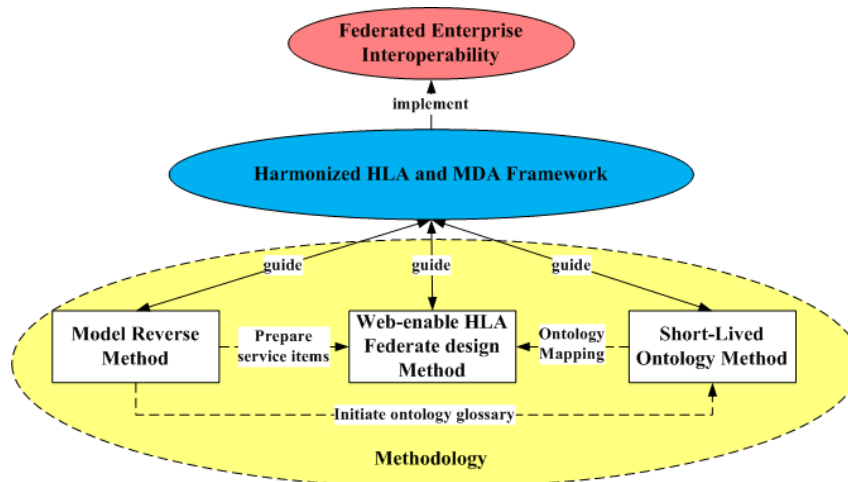 Federated Enterprise
Interoperability
implement
Harmonized HLA and MDA Framework
guide
guide
guide
Model Reverse
Method
Prepare
service items
Web-enable HLA
Federate design
Method
Ontology
Mapping
Short-Lived
Ontology Method
Initiate ontology glossary
Methodology